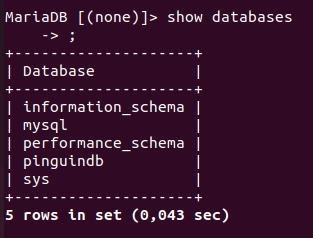 MariaDB [(none)]> show databases
    -> ;
+--------------------+
| Database           |
+--------------------+
| information_schema |
| mysql              |
| performance_schema |
| pinguindb          |
| sys                |
+--------------------+
5 rows in set (0,043 sec)